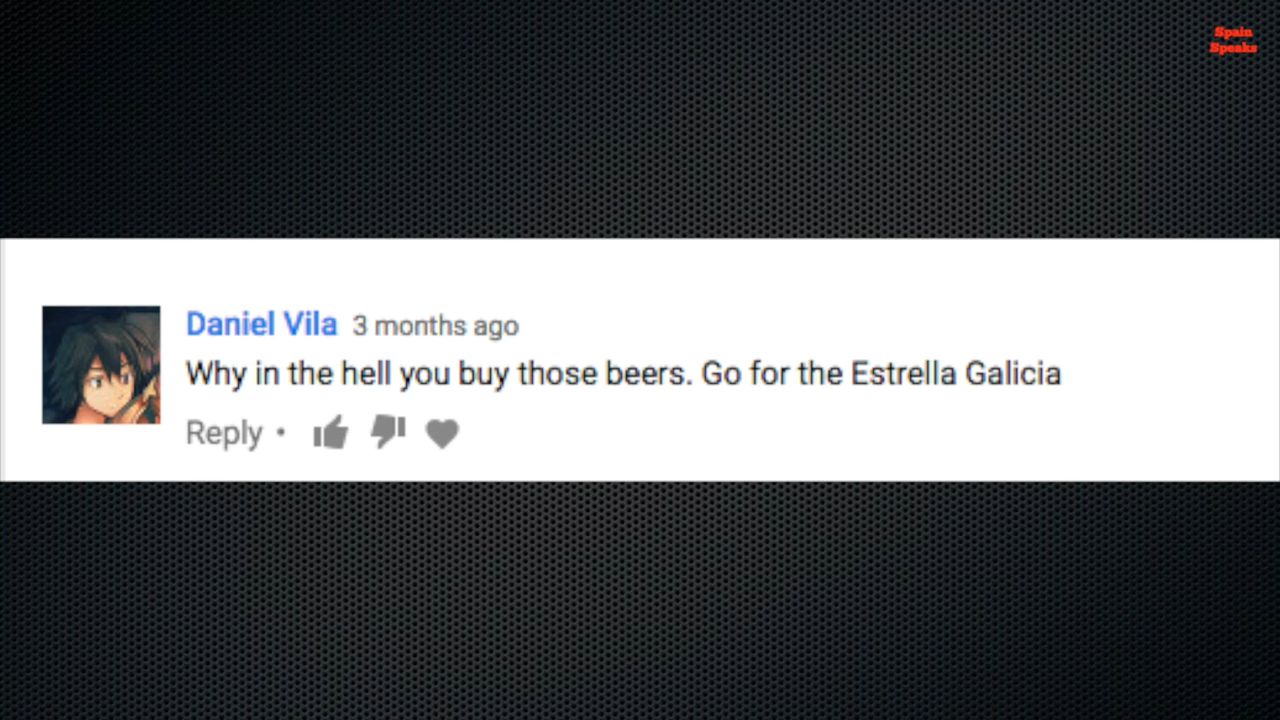 Spain
Speaks
Daniel Vila 3 months ago
Why in the hell you buy those beers. Go for the Estrella Galicia
Reply •